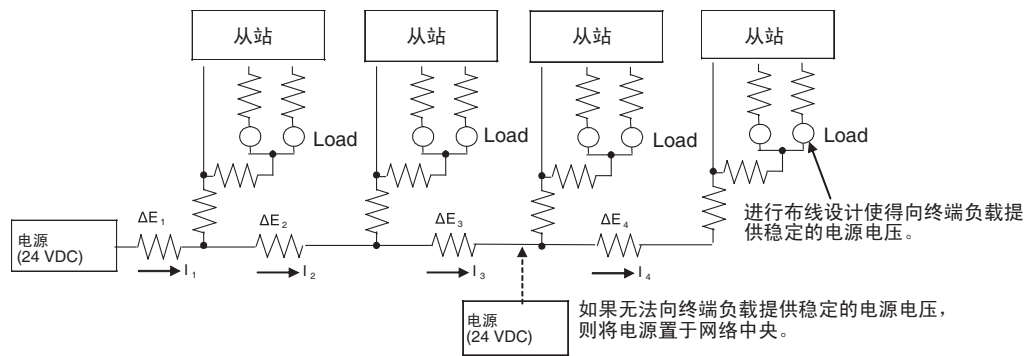 从站 从站 从站 从站
Load Load Load Load
ΔE₁ ΔE₂ ΔE₃ ΔE₄
进行布线设计使得向终端负载提
供稳定的电源电压。
电源
(24 VDC)
I₁ I₂ I₃ I₄
如果无法向终端负载提供稳定的电源电压，
则将电源置于网络中央。
电源
(24 VDC)